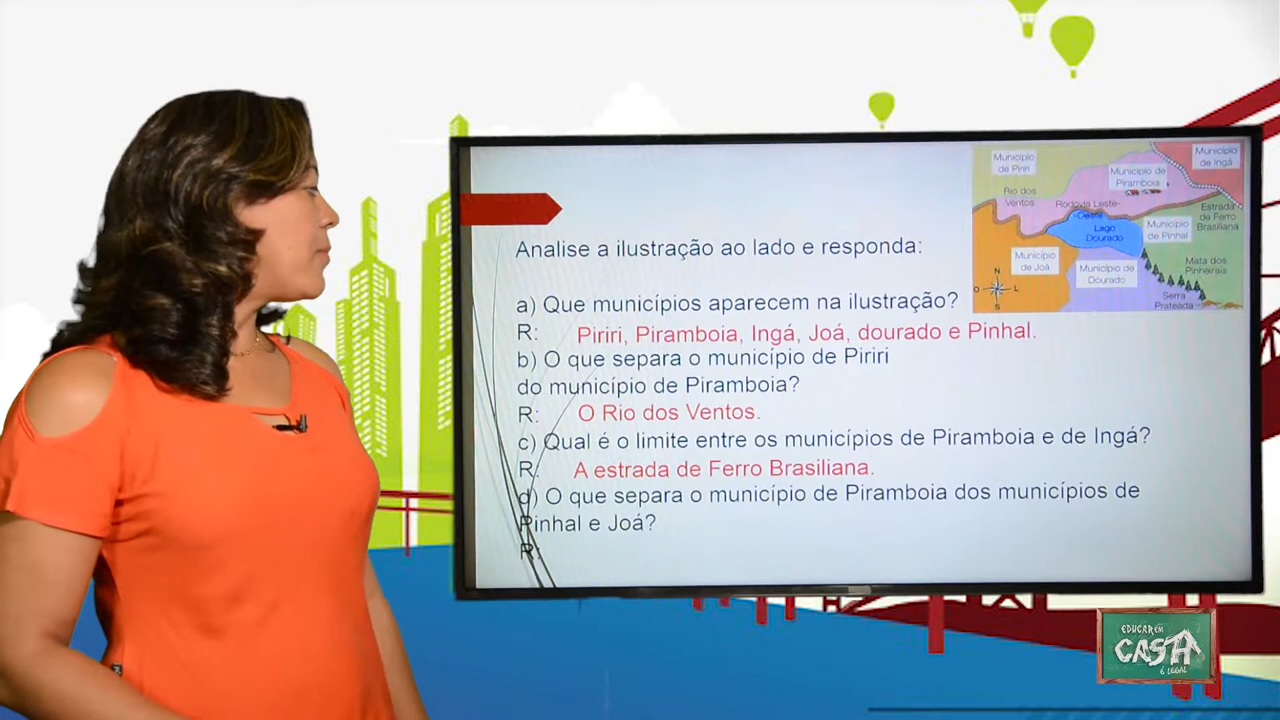 Município
de Piriri
Município
de Ingá
Município de
Piramboia
Rio dos
Ventos
Rodovia Leste-
-Oeste
Estrada
de Ferro
Brasiliana
Lago
Dourado
Município
de Pinhal
Município
de Joá
Município de
Dourado
Mata dos
Pinheirais
Serra
Prateada
N
O
L
S
Analise a ilustração ao lado e responda:
a) Que municípios aparecem na ilustração?
R: Piriri, Piramboia, Ingá, Joá, dourado e Pinhal.
b) O que separa o município de Piriri
do município de Piramboia?
R: O Rio dos Ventos.
c) Qual é o limite entre os municípios de Piramboia e de Ingá?
R: A estrada de Ferro Brasiliana.
d) O que separa o município de Piramboia dos municípios de
Pinhal e Joá?
R:
EDUCAR EM
CASA
É LEGAL